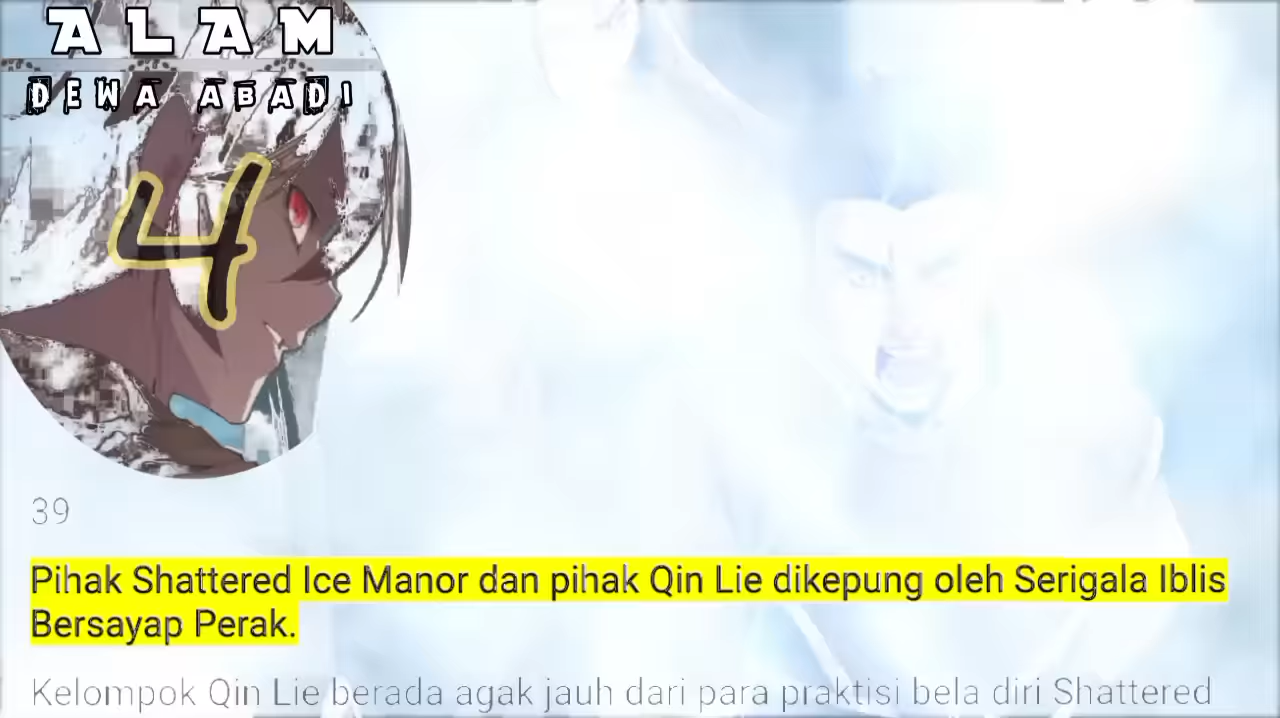 ALAM
DEWA ABADI
4
39
Pihak Shattered Ice Manor dan pihak Qin Lie dikepung oleh Serigala Iblis
Bersayap Perak.
Kelompok Qin Lie berada agak jauh dari para praktisi bela diri Shattered